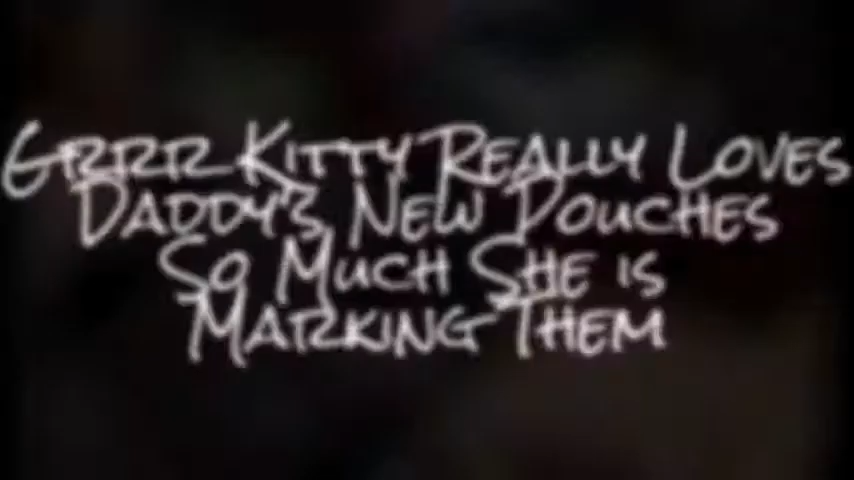 Grrr Kitty Really Loves
Daddy's New Pouches
So Much She is
Marking Them